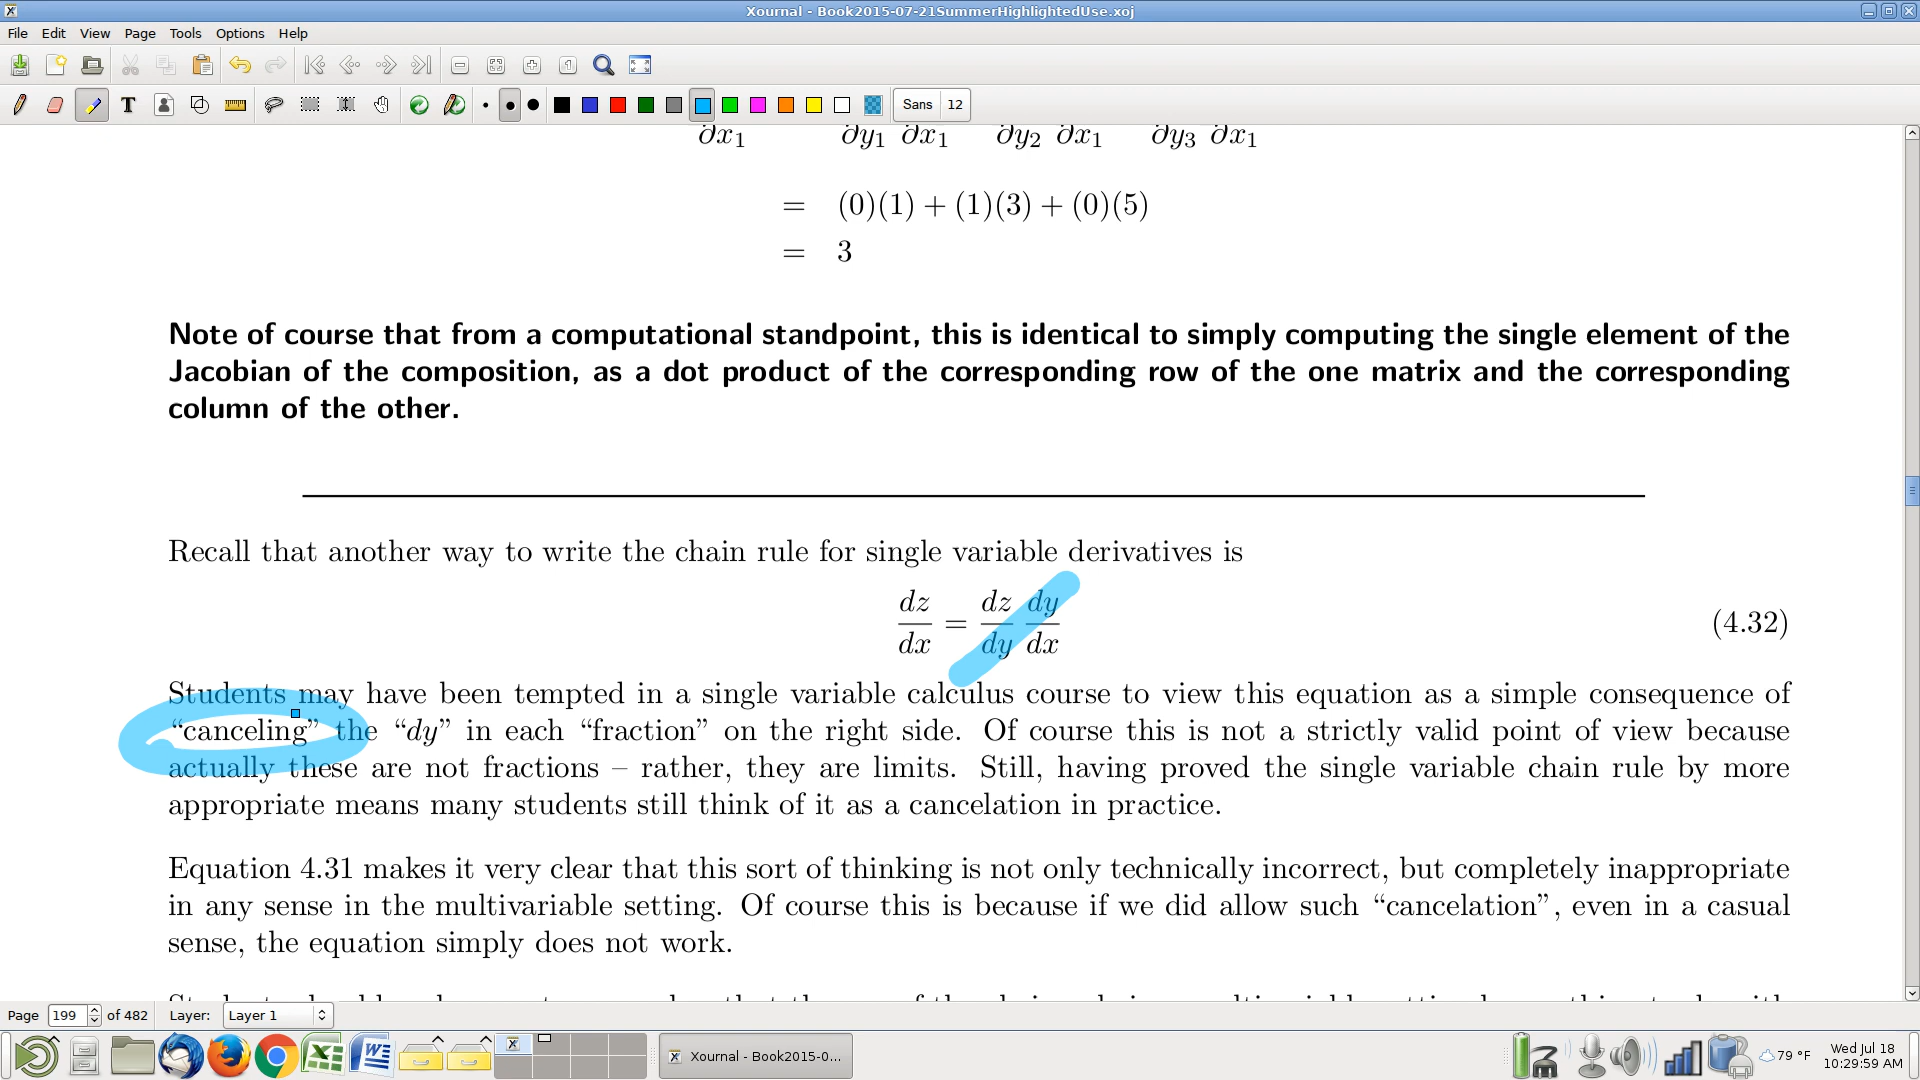 Xournal - Book2015-07-21SummerHighlightedUse.xoj
File Edit View Page Tools Options Help
Sans 12
∂x₁ ∂y₁ ∂x₁ ∂y₂ ∂x₁ ∂y₃ ∂x₁
= (0)(1) + (1)(3) + (0)(5)
= 3
Note of course that from a computational standpoint, this is identical to simply computing the single element of the
Jacobian of the composition, as a dot product of the corresponding row of the one matrix and the corresponding
column of the other.
Recall that another way to write the chain rule for single variable derivatives is
dz/dx = dz/dy dy/dx (4.32)
Students may have been tempted in a single variable calculus course to view this equation as a simple consequence of
“canceling” the “dy” in each “fraction” on the right side. Of course this is not a strictly valid point of view because
actually these are not fractions – rather, they are limits. Still, having proved the single variable chain rule by more
appropriate means many students still think of it as a cancelation in practice.
Equation 4.31 makes it very clear that this sort of thinking is not only technically incorrect, but completely inappropriate
in any sense in the multivariable setting. Of course this is because if we did allow such “cancelation”, even in a casual
sense, the equation simply does not work.
Page 199 of 482 Layer: Layer 1
Xournal - Book2015-0...
79 °F
Wed Jul 18
10:29:59 AM